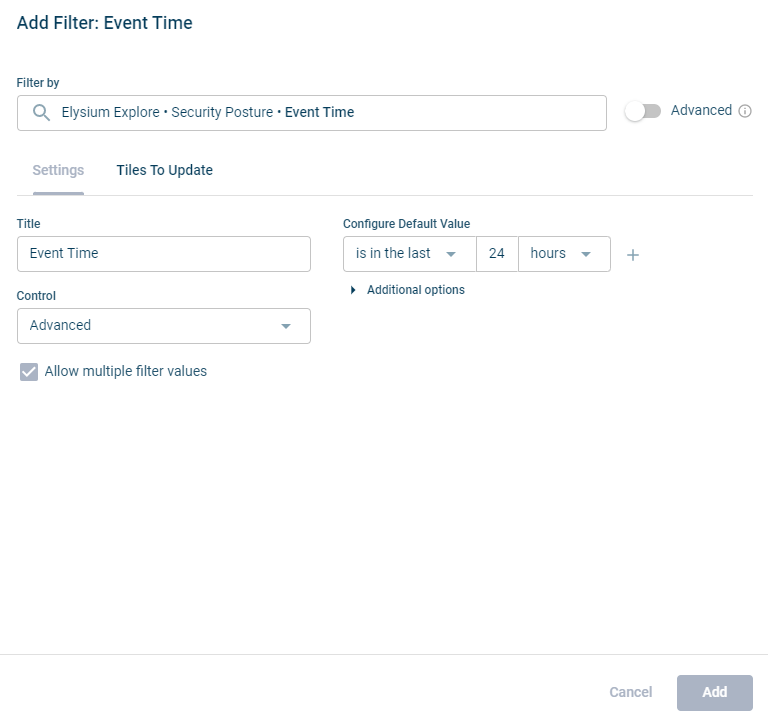 Add Filter: Event Time
Filter by
Elysium Explore • Security Posture • Event Time
Advanced
Settings
Tiles To Update
Title
Configure Default Value
Event Time
is in the last
24
hours
Additional options
Control
Advanced
Allow multiple filter values
Cancel
Add